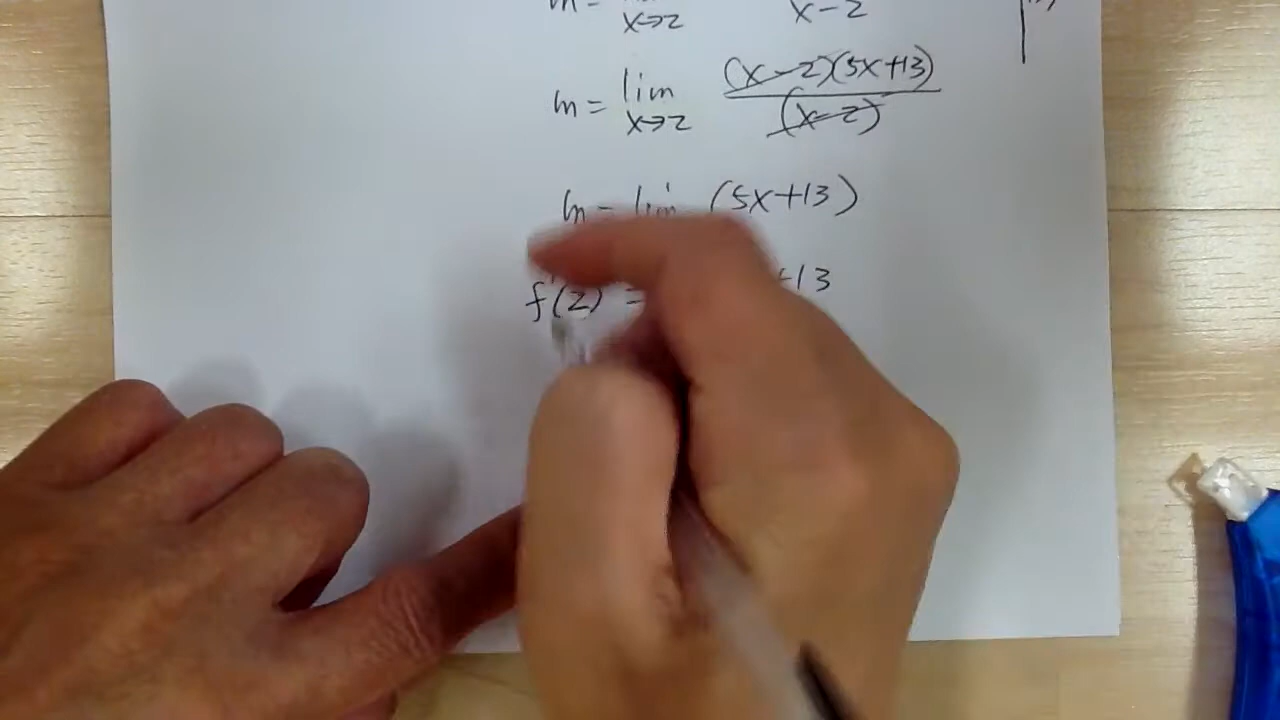 m =
x→2 x-2
m = lim (x-2)(5x+13)
x→2 (x-2)
m = lim (5x+13)
f'(2) = +13